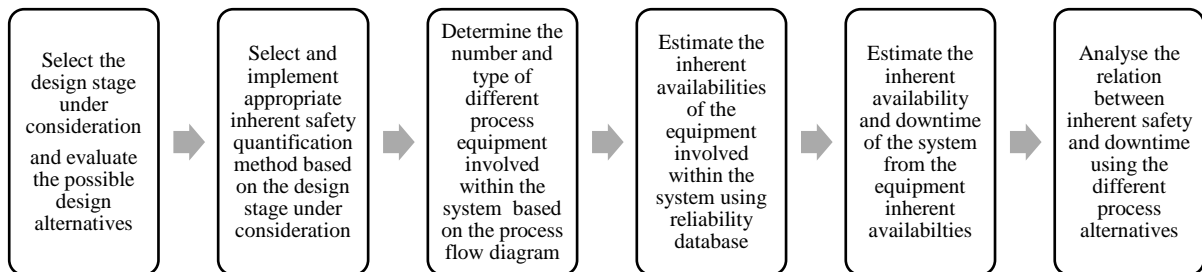 Select the
design stage
under
consideration
and evaluate
the possible
design
alternatives
Select and
implement
appropriate
inherent safety
quantification
method based
on the design
stage under
consideration
Determine the
number and
type of
different
process
equipment
involved
within the
system based
on the process
flow diagram
Estimate the
inherent
availabilities
of the
equipment
involved
within the
system using
reliability
database
Estimate the
inherent
availability
and downtime
of the system
from the
equipment
inherent
availabilties
Analyse the
relation
between
inherent safety
and downtime
using the
different
process
alternatives